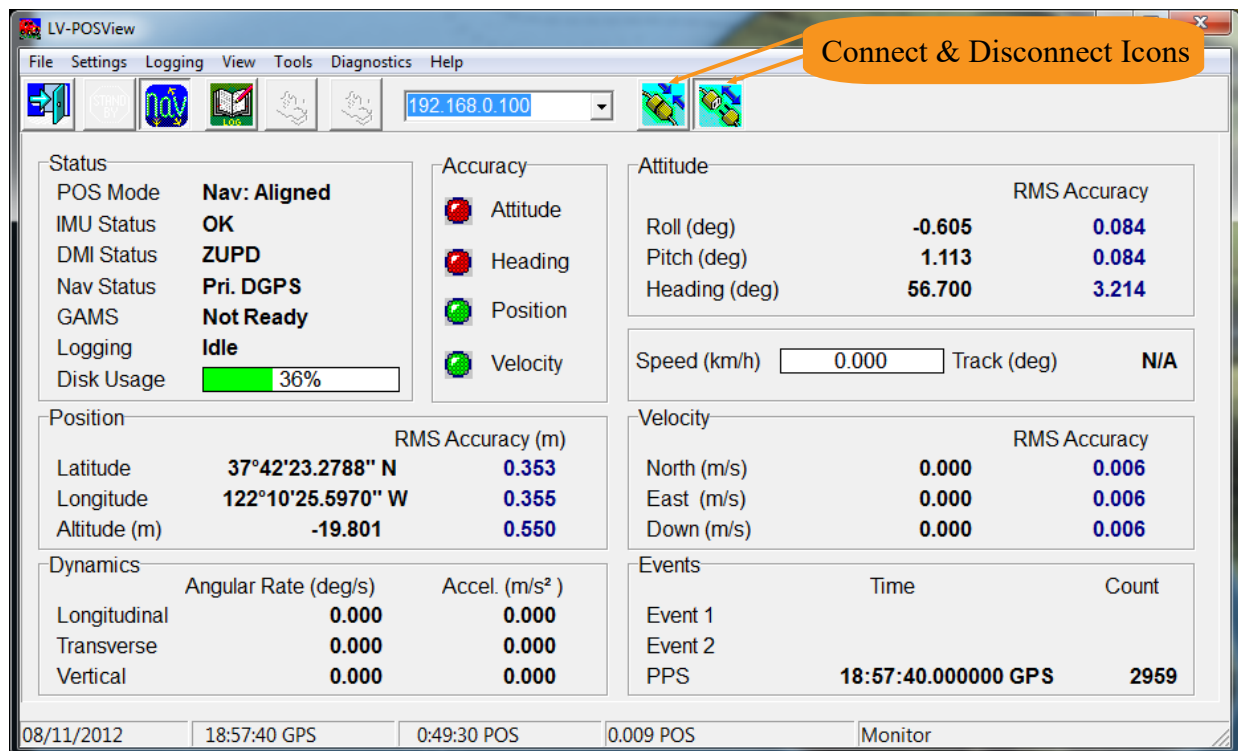 LV-POSView
Connect & Disconnect Icons
File Settings Logging View Tools Diagnostics Help
STAND BY nav LOG 192.168.0.100
Status
POS Mode Nav: Aligned
IMU Status OK
DMI Status ZUPD
Nav Status Pri. DGPS
GAMS Not Ready
Logging Idle
Disk Usage 36%
Accuracy
Attitude
Heading
Position
Velocity
Attitude
RMS Accuracy
Roll (deg) -0.605 0.084
Pitch (deg) 1.113 0.084
Heading (deg) 56.700 3.214
Speed (km/h) 0.000 Track (deg) N/A
Position
RMS Accuracy (m)
Latitude 37°42'23.2788" N 0.353
Longitude 122°10'25.5970" W 0.355
Altitude (m) -19.801 0.550
Velocity
RMS Accuracy
North (m/s) 0.000 0.006
East (m/s) 0.000 0.006
Down (m/s) 0.000 0.006
Dynamics
Angular Rate (deg/s) Accel. (m/s²)
Longitudinal 0.000 0.000
Transverse 0.000 0.000
Vertical 0.000 0.000
Events
Time Count
Event 1
Event 2
PPS 18:57:40.000000 GPS 2959
08/11/2012 18:57:40 GPS 0:49:30 POS 0.009 POS Monitor